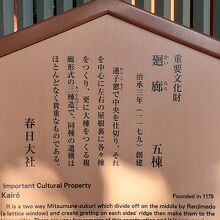 重要文化財
廻廊 五棟
治承三年(一一七九)創建
連子窓で中央を仕切り、それ
を中心に左右の屋根裏に各々棟
をつくり、更に大棟をつくる複
廊形式の三棟造で、同種の遺構は
ほとんどなく貴重なものである。
春日大社
Important Cultural Property
Kairō
Founded in 1179
It is a two way Mitsumune-zukuri which divide off on the middle by Renjimado
(a lattice window) and create grating on each sides' ridge then make them to the